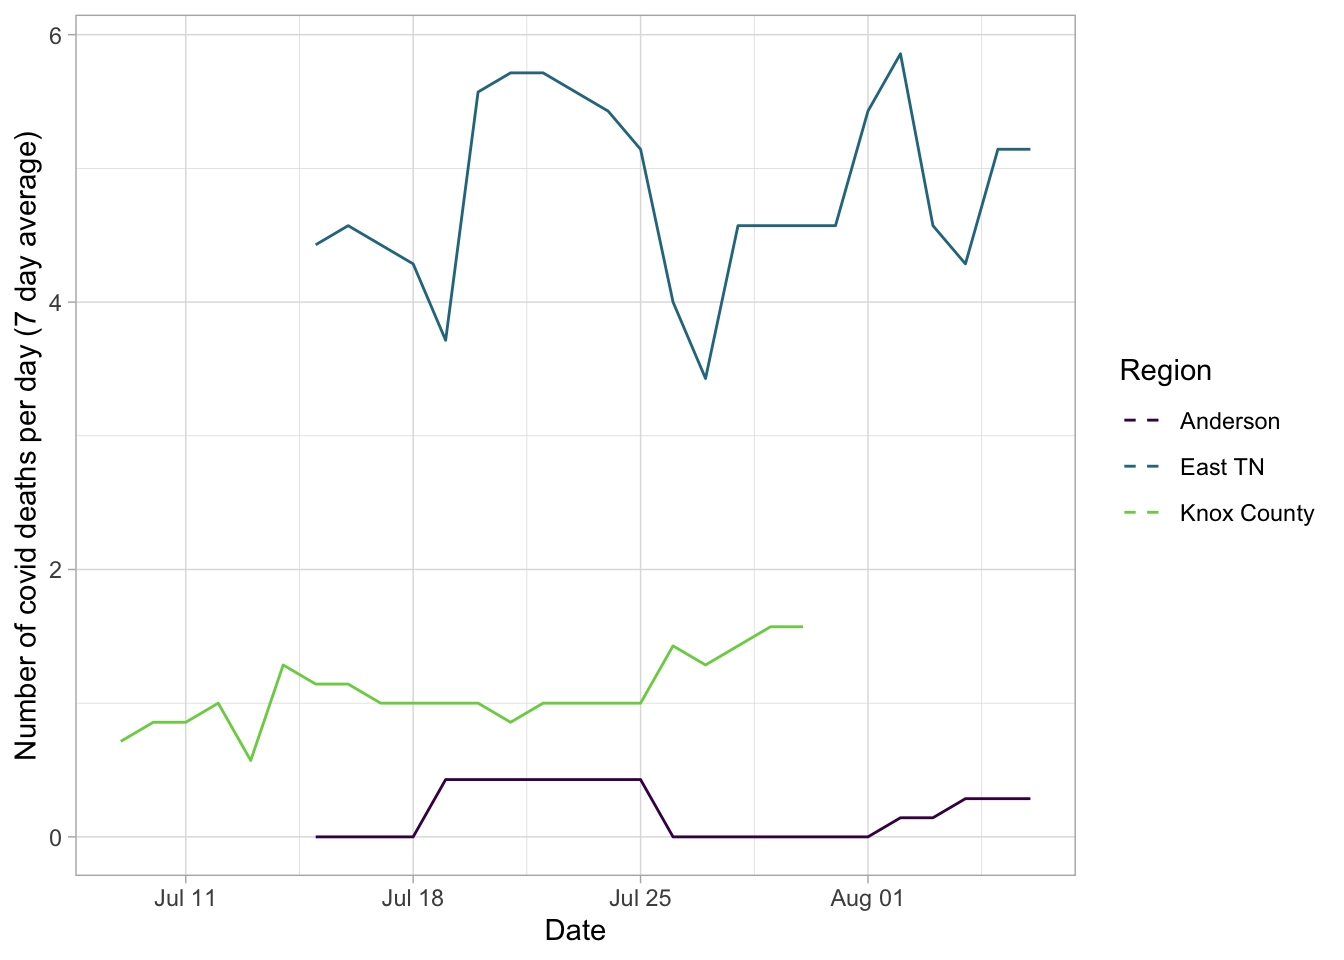 6
4
2
0
Number of covid deaths per day (7 day average)
Jul 11
Jul 18
Jul 25
Aug 01
Date
Region
Anderson
East TN
Knox County